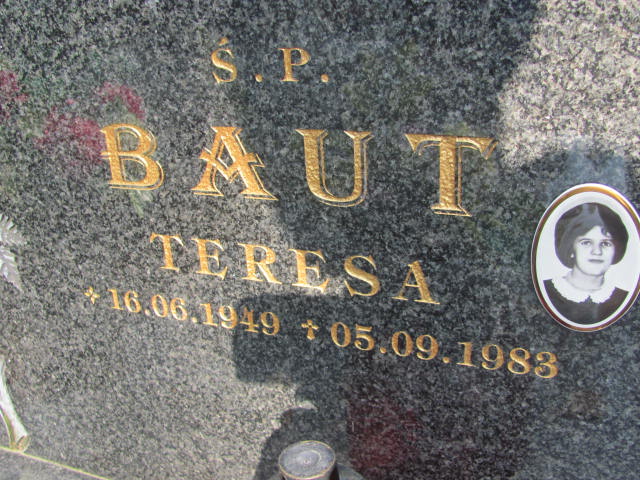 Ś.P.
BAUT
TERESA
+ 16.06.1949 + 05.09.1983